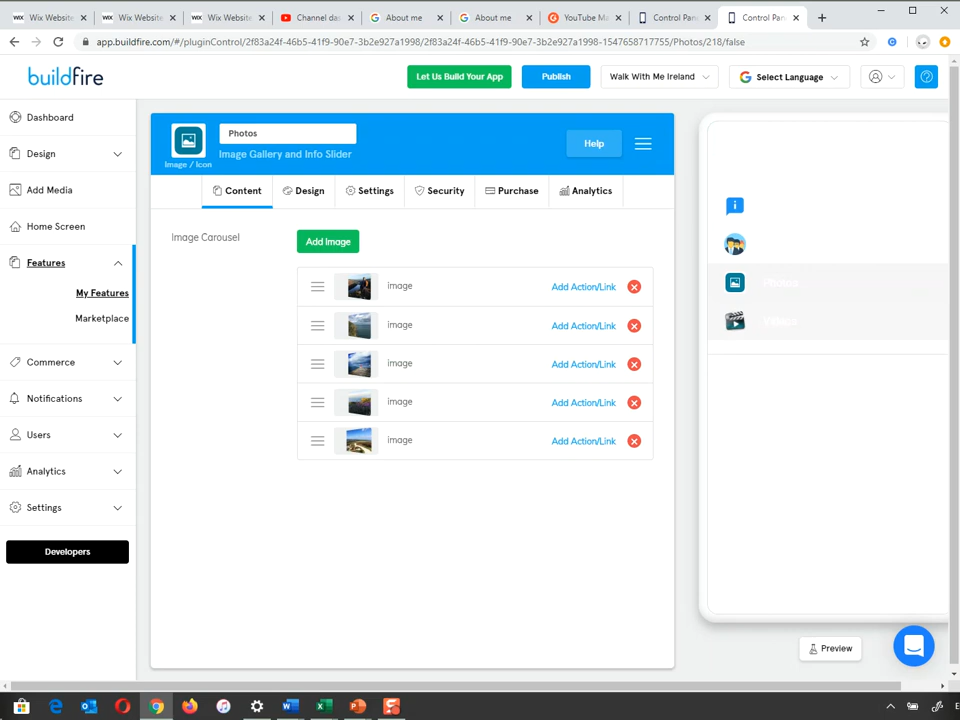 WIX Wix Website
WIX Wix Website
WIX Wix Website
Channel das
About me
About me
YouTube Ma
Control Pane
Control Pane
app.buildfire.com/#/pluginControl/2f83a24f-46b5-41f9-90e7-3b2e927a1998/2f83a24f-46b5-41f9-90e7-3b2e927a1998-1547658717755/Photos/218/false
buildfire
Let Us Build Your App
Publish
Walk With Me Ireland
Select Language
Dashboard
Design
Add Media
Home Screen
Features
My Features
Marketplace
Commerce
Notifications
Users
Analytics
Settings
Developers
Image / Icon
Photos
Image Gallery and Info Slider
Help
Content
Design
Settings
Security
Purchase
Analytics
Image Carousel
Add Image
image Add Action/Link
image Add Action/Link
image Add Action/Link
image Add Action/Link
image Add Action/Link
Photos
Videos
Preview